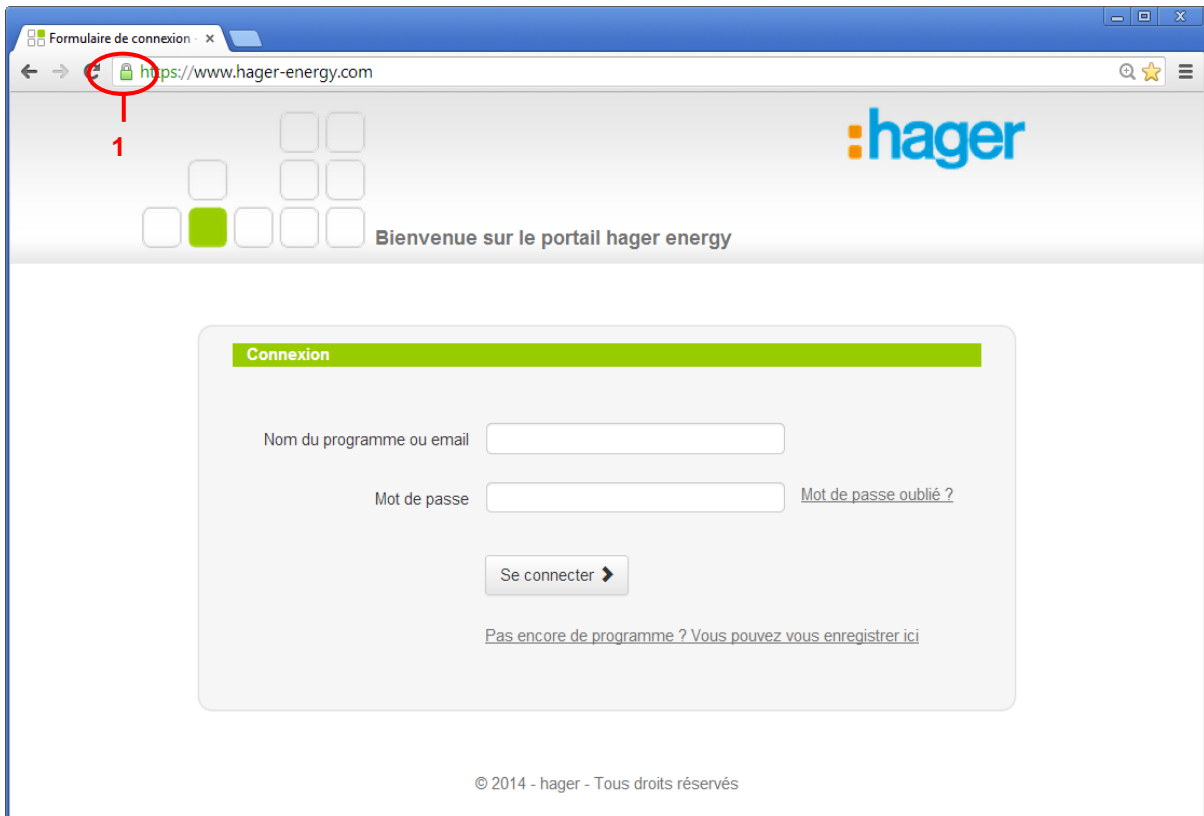 Formulaire de connexion -
https://www.hager-energy.com
1
:hager
Bienvenue sur le portail hager energy
Connexion
Nom du programme ou email
Mot de passe
Mot de passe oublié ?
Se connecter
Pas encore de programme ? Vous pouvez vous enregistrer ici
© 2014 - hager - Tous droits réservés